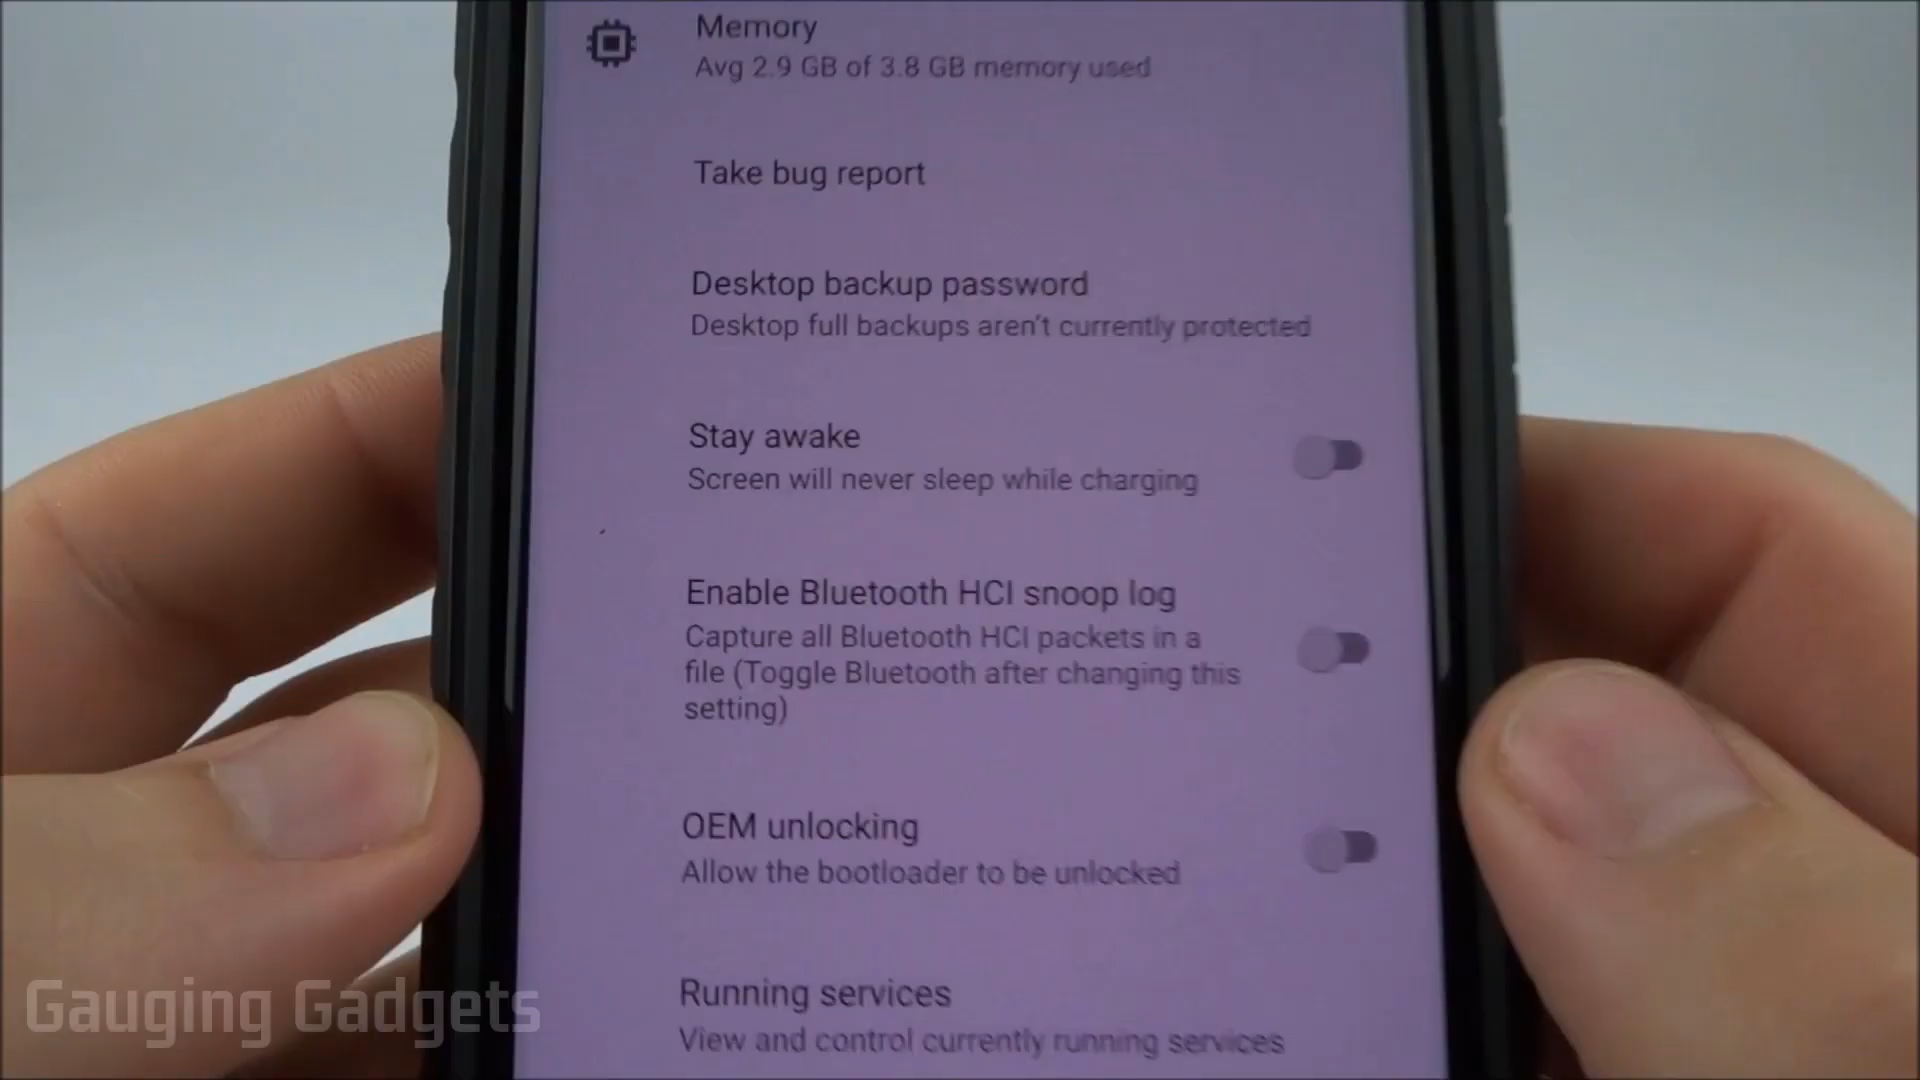 Memory
Avg 2.9 GB of 3.8 GB memory used
Take bug report
Desktop backup password
Desktop full backups aren't currently protected
Stay awake
Screen will never sleep while charging
Enable Bluetooth HCI snoop log
Capture all Bluetooth HCI packets in a
file (Toggle Bluetooth after changing this
setting)
OEM unlocking
Allow the bootloader to be unlocked
Running services
View and control currently running services
Gauging Gadgets